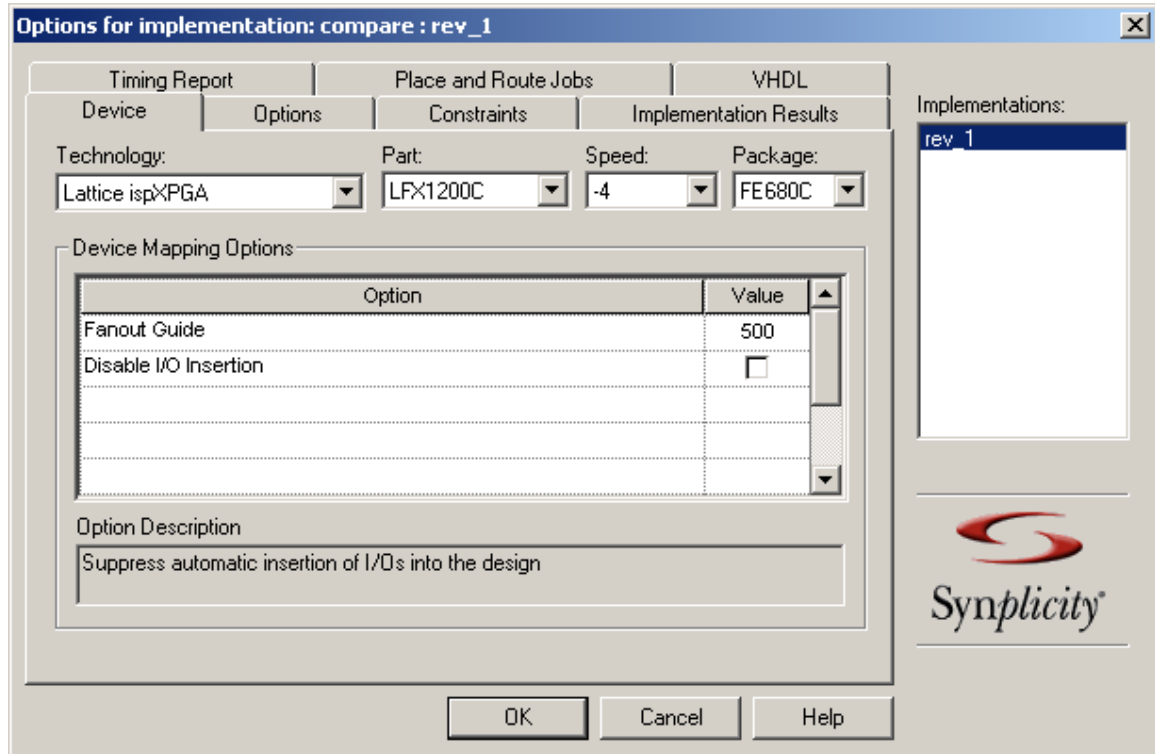 Options for implementation: compare : rev_1
Timing Report Place and Route Jobs VHDL
Device Options Constraints Implementation Results
Implementations:
rev_1
Technology: Part: Speed: Package:
Lattice ispXPGA LFX1200C -4 FE680C
Device Mapping Options
Option Value
Fanout Guide 500
Disable I/O Insertion
Option Description
Suppress automatic insertion of I/Os into the design
Synplicity®
OK Cancel Help